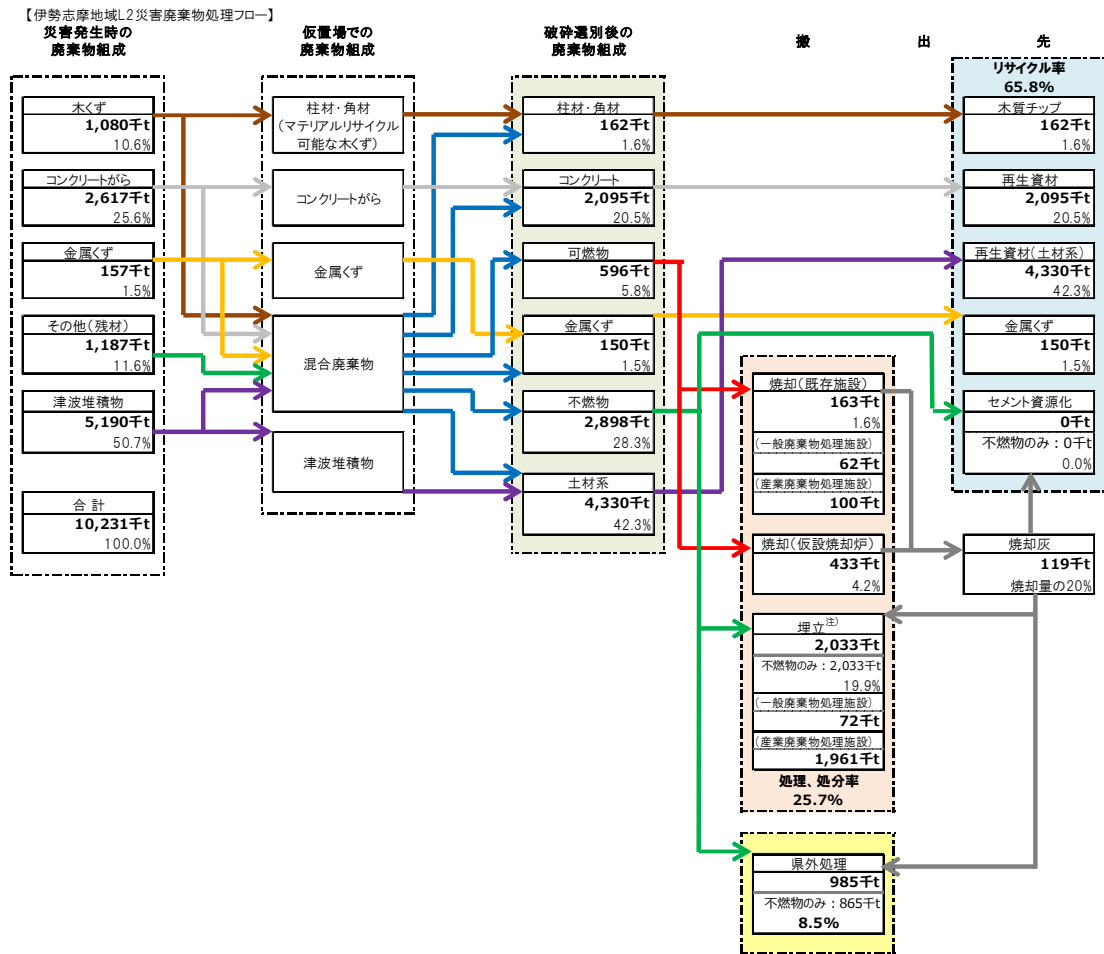 【伊勢志摩地域L2災害廃棄物処理フロー】
災害発生時の
廃棄物組成
木くず
1,080千t
10.6%
コンクリートがら
2,617千t
25.6%
金属くず
157千t
1.5%
その他(残材)
1,187千t
11.6%
津波堆積物
5,190千t
50.7%
合 計
10,231千t
100.0%
仮置場での
廃棄物組成
柱材・角材
(マテリアルリサイクル
可能な木くず)
コンクリートがら
金属くず
混合廃棄物
津波堆積物
破砕選別後の
廃棄物組成
柱材・角材
162千t
1.6%
コンクリート
2,095千t
20.5%
可燃物
596千t
5.8%
金属くず
150千t
1.5%
不燃物
2,898千t
28.3%
土材系
4,330千t
42.3%
搬 出 先
焼却(既存施設)
163千t
1.6%
(一般廃棄物処理施設)
62千t
(産業廃棄物処理施設)
100千t
焼却(仮設焼却炉)
433千t
4.2%
埋立注)
2,033千t
不燃物のみ:2,033千t
19.9%
(一般廃棄物処理施設)
72千t
(産業廃棄物処理施設)
1,961千t
処理、処分率
25.7%
県外処理
985千t
不燃物のみ:865千t
8.5%
リサイクル率
65.8%
木質チップ
162千t
1.6%
再生資材
2,095千t
20.5%
再生資材(土材系)
4,330千t
42.3%
金属くず
150千t
1.5%
セメント資源化
0千t
不燃物のみ:0千t
0.0%
焼却灰
119千t
焼却量の20%